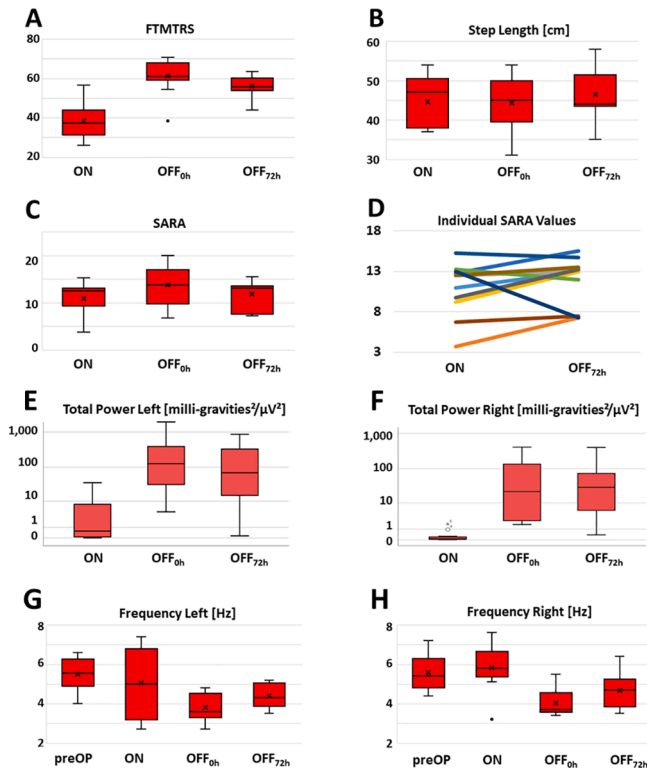 A
FTMTRS
80
60
40
20
ON
OFF0h
OFF72h
B
Step Length [cm]
60
50
40
30
ON
OFF0h
OFF72h
C
SARA
20
10
0
ON
OFF0h
OFF72h
D
Individual SARA Values
18
13
8
3
ON
OFF72h
E
Total Power Left [milli-gravities²/µV²]
1,000
100
10
1
0
ON
OFF0h
OFF72h
F
Total Power Right [milli-gravities²/µV²]
1,000
100
10
1
0
ON
OFF0h
OFF72h
G
Frequency Left [Hz]
8
6
4
2
preOP
ON
OFF0h
OFF72h
H
Frequency Right [Hz]
8
6
4
2
preOP
ON
OFF0h
OFF72h